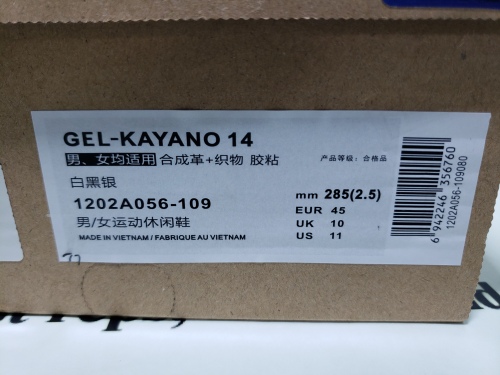 GEL-KAYANO 14
男、女均适用 合成革+织物 胶粘
产品等级：合格品
白黑银
1202A056-109
男/女运动休闲鞋
MADE IN VIETNAM / FABRIQUE AU VIETNAM
mm 285(2.5)
EUR 45
UK 10
US 11
6 942246 356760
1202A056-109080